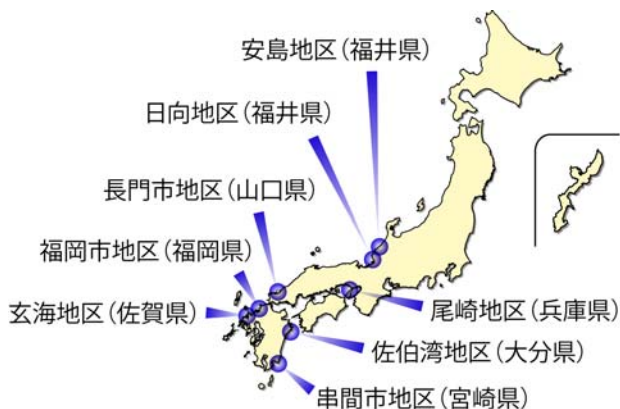 安島地区(福井県)
日向地区(福井県)
長門市地区(山口県)
福岡市地区(福岡県)
玄海地区(佐賀県)
尾崎地区(兵庫県)
佐伯湾地区(大分県)
串間市地区(宮崎県)